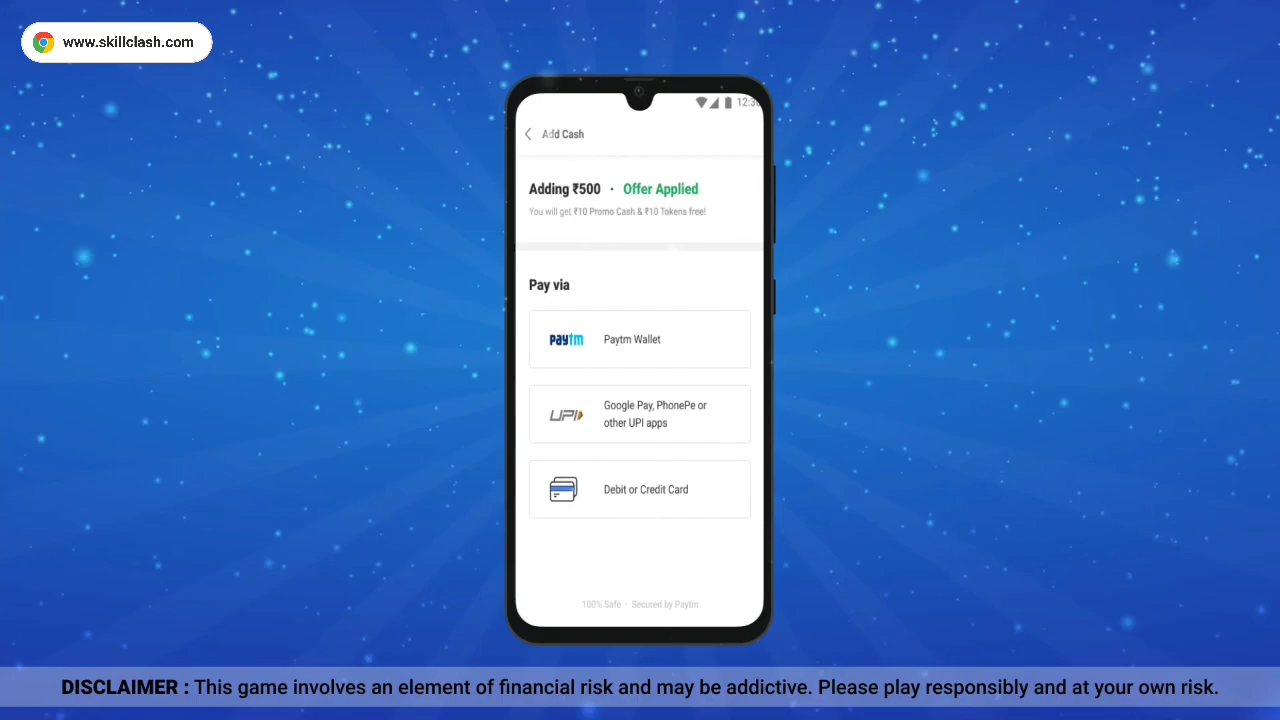 www.skillclash.com
12:30
Add Cash
Adding ₹500 · Offer Applied
You will get ₹10 Promo Cash & ₹10 Tokens free!
Pay via
Paytm
Paytm Wallet
UPI
Google Pay, PhonePe or
other UPI apps
Debit or Credit Card
100% Safe · Secured by Paytm
DISCLAIMER : This game involves an element of financial risk and may be addictive. Please play responsibly and at your own risk.